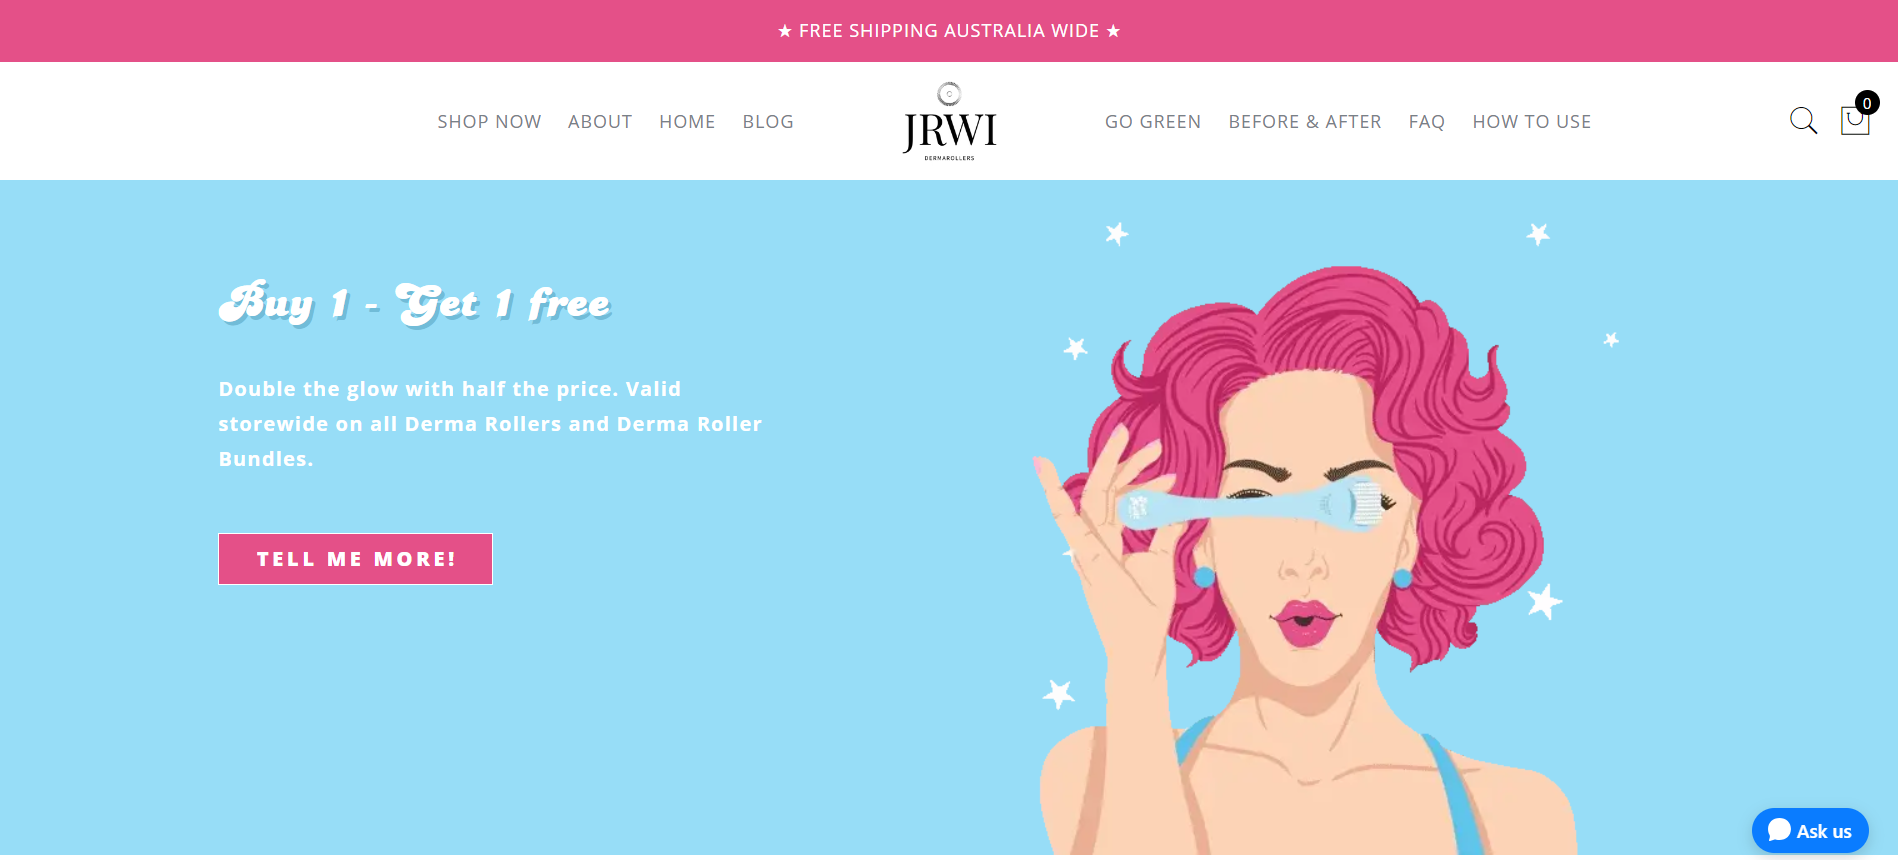 ★ FREE SHIPPING AUSTRALIA WIDE ★
SHOP NOW ABOUT HOME BLOG
JRWI
DERMAROLLERS
GO GREEN BEFORE & AFTER FAQ HOW TO USE
0
Buy 1 - Get 1 free
Double the glow with half the price. Valid
storewide on all Derma Rollers and Derma Roller
Bundles.
TELL ME MORE!
Ask us